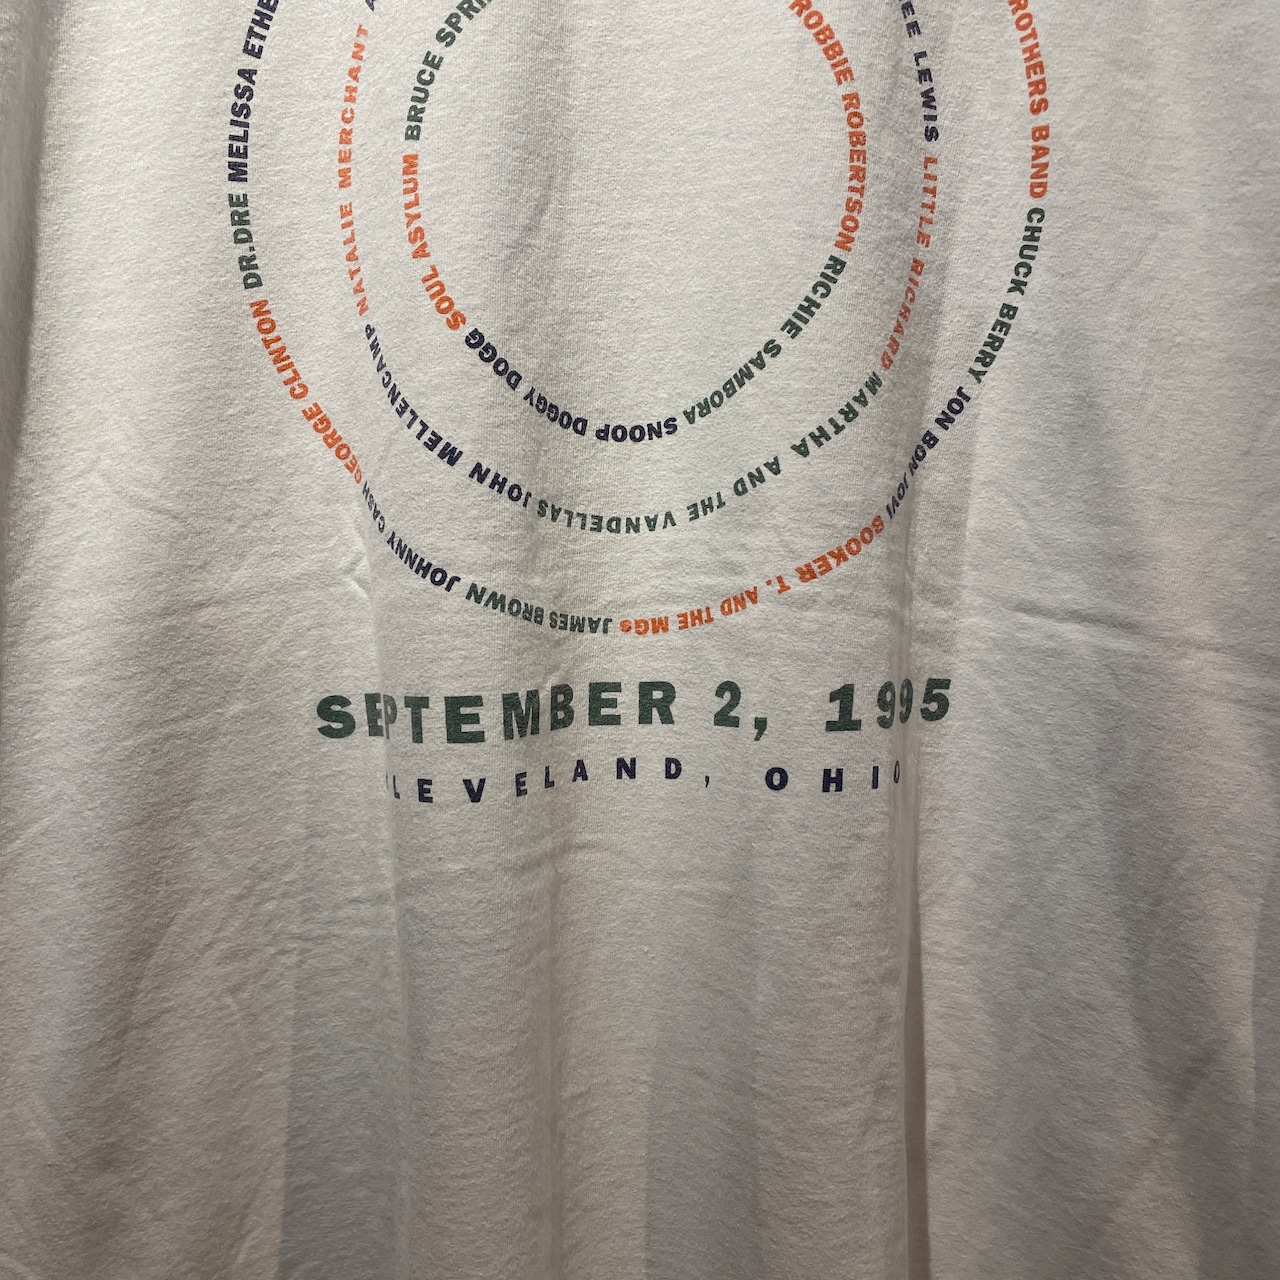 ROTHERS BAND CHUCK BERRY JON BON JOVI BOOKER T. AND THE MGs JAMES BROWN JOHNNY CASH GEORGE CLINTON DR.DRE MELISSA ETHE
EE LEWIS LITTLE RICHARD MARTHA AND THE VANDELLAS JOHN MELLENCAMP NATALIE MERCHANT
ROBBIE ROBERTSON RICHIE SAMBORA SNOOP DOGGY DOGG SOUL ASYLUM BRUCE SPRI
SEPTEMBER 2, 1995
CLEVELAND, OHIO